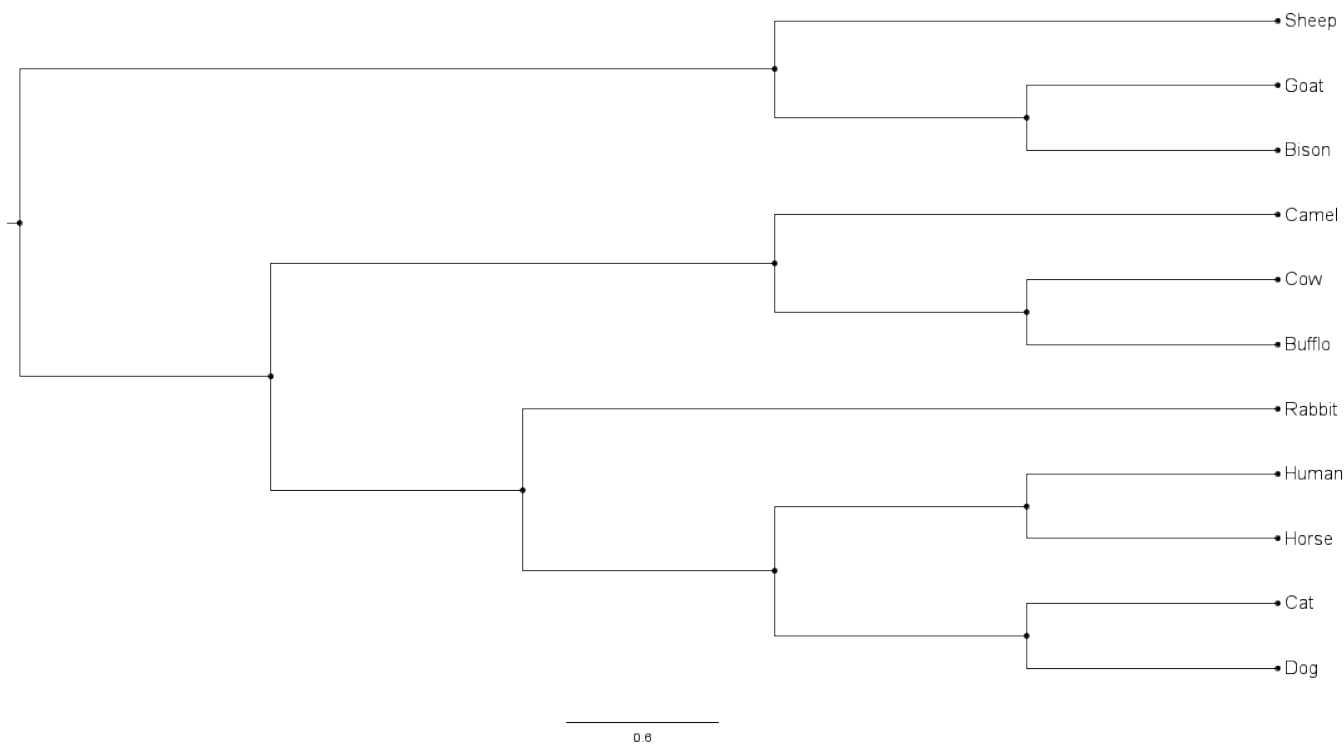 Sheep
Goat
Bison
Camel
Cow
Bufflo
Rabbit
Human
Horse
Cat
Dog
0.6